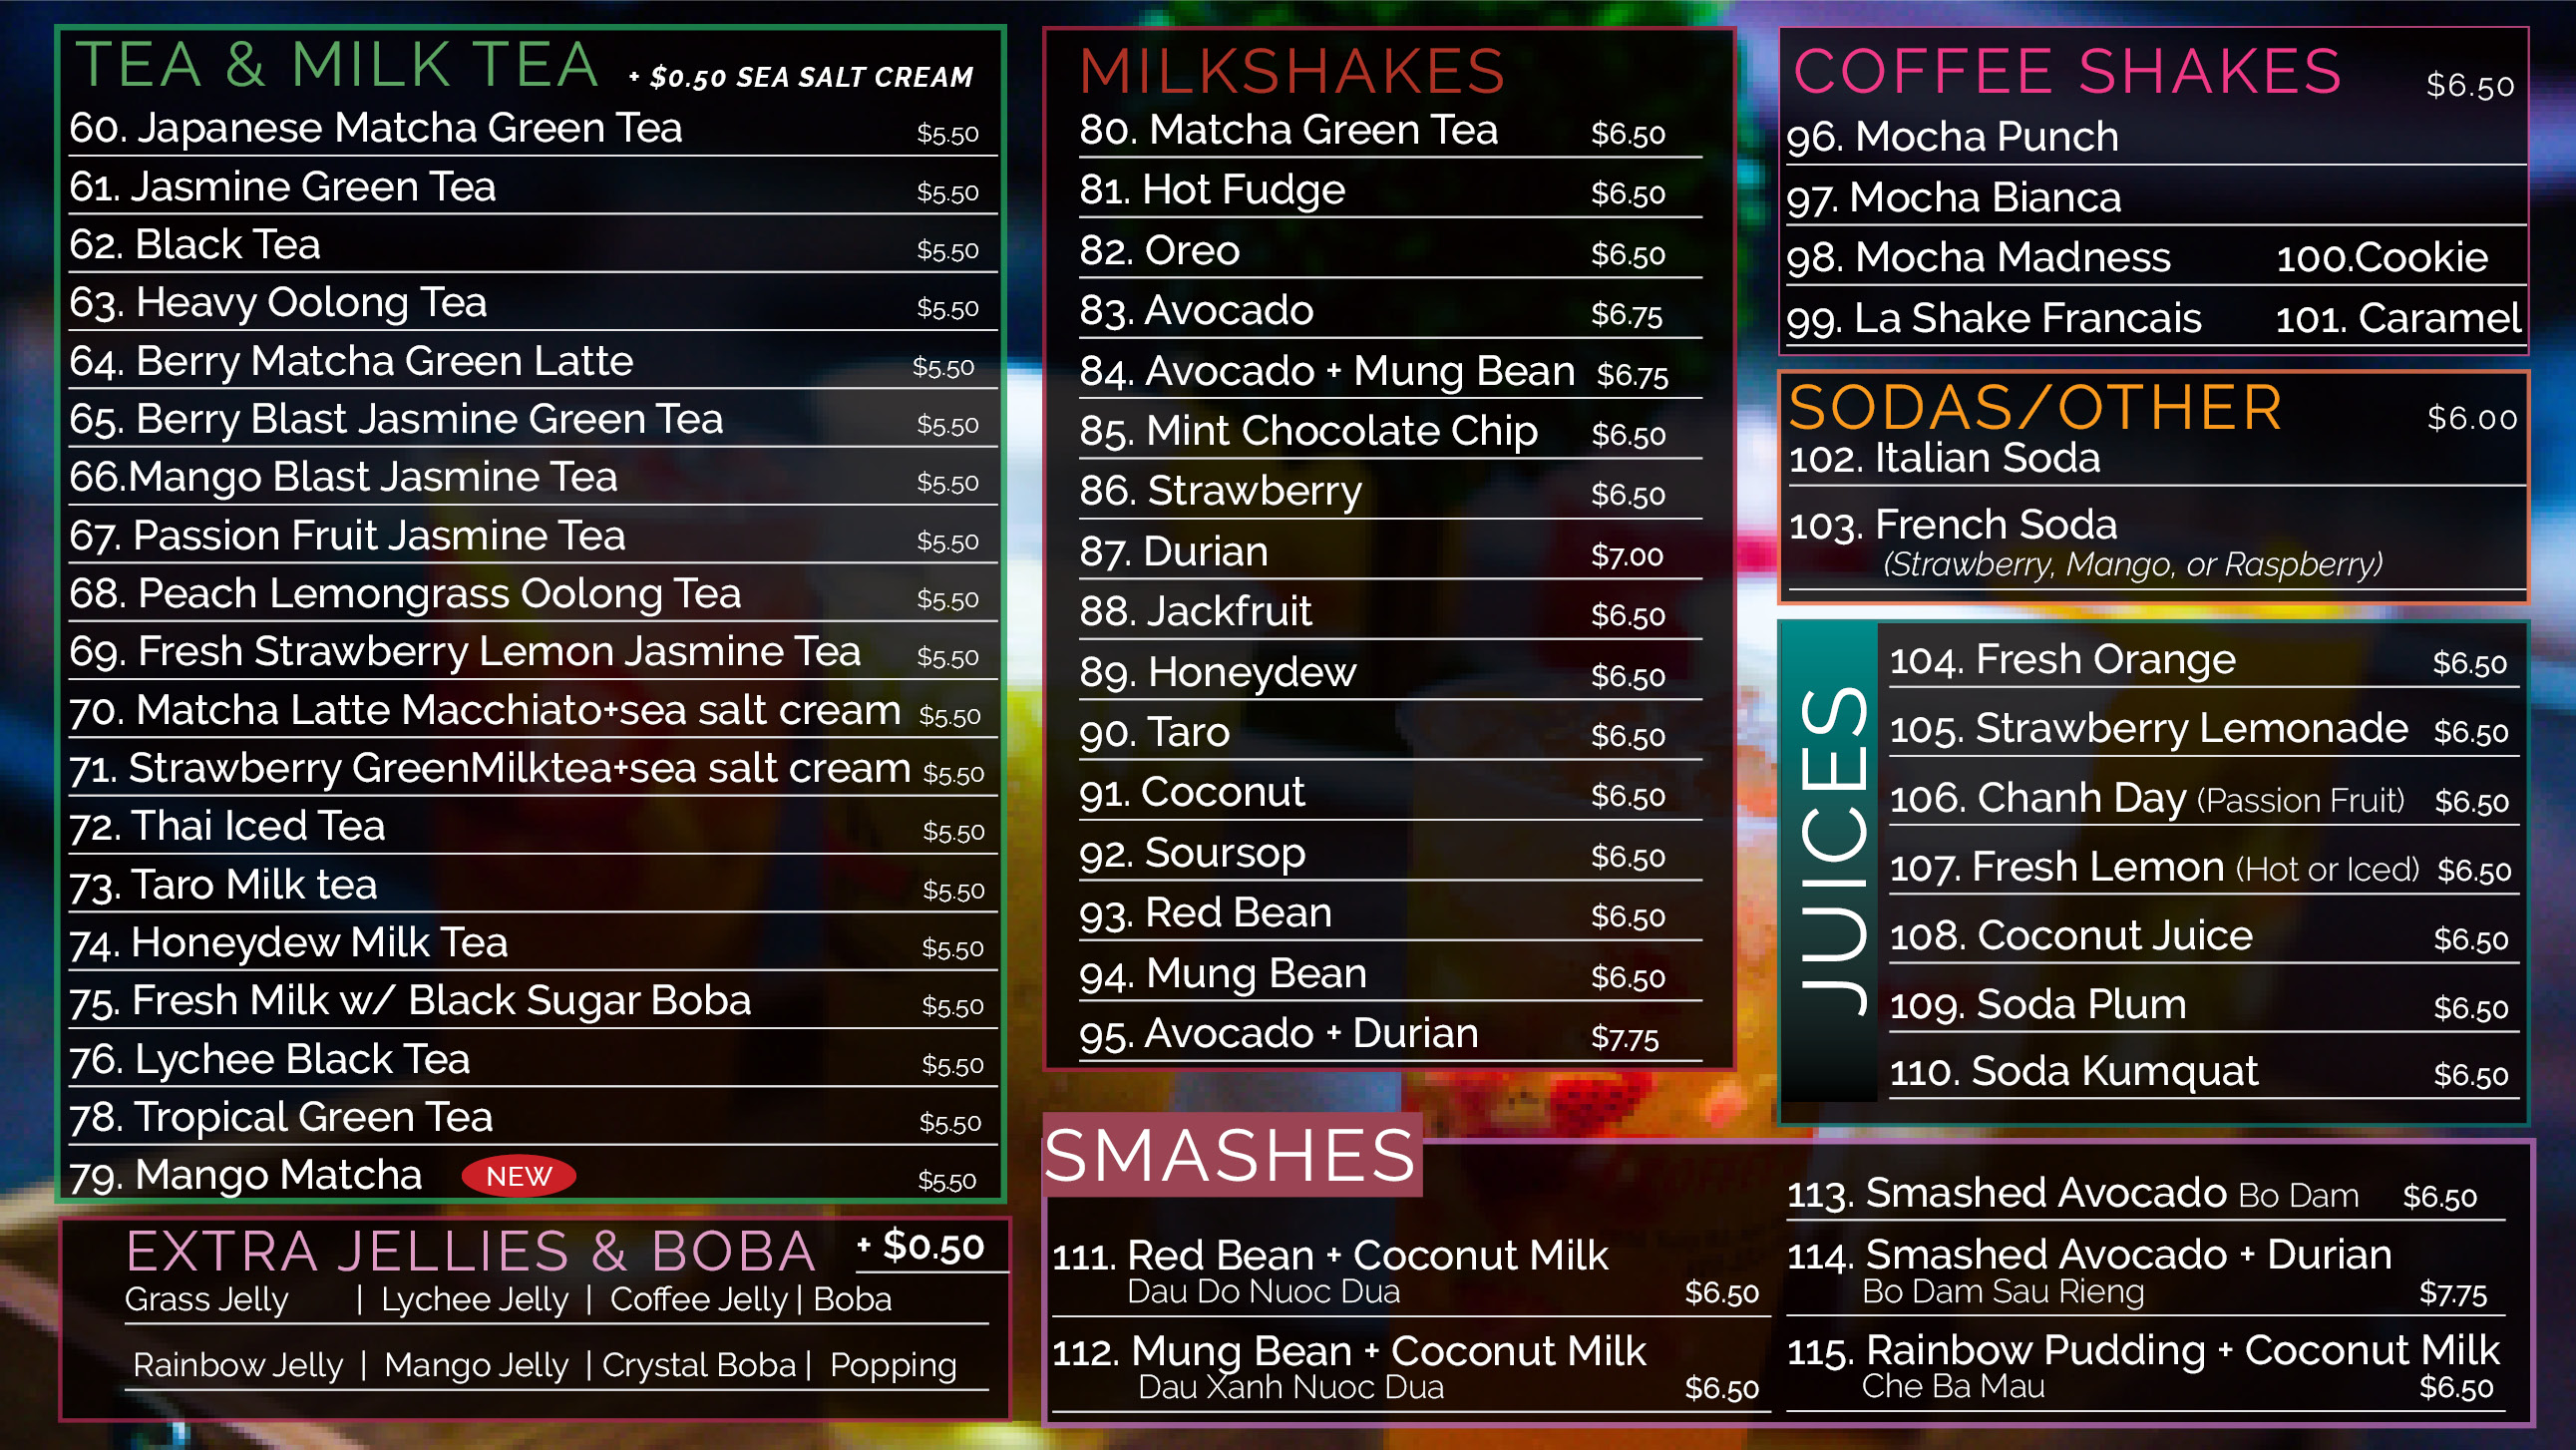 TEA & MILK TEA + $0.50 SEA SALT CREAM
60. Japanese Matcha Green Tea $5.50
61. Jasmine Green Tea $5.50
62. Black Tea $5.50
63. Heavy Oolong Tea $5.50
64. Berry Matcha Green Latte $5.50
65. Berry Blast Jasmine Green Tea $5.50
66.Mango Blast Jasmine Tea $5.50
67. Passion Fruit Jasmine Tea $5.50
68. Peach Lemongrass Oolong Tea $5.50
69. Fresh Strawberry Lemon Jasmine Tea $5.50
70. Matcha Latte Macchiato+sea salt cream $5.50
71. Strawberry GreenMilktea+sea salt cream $5.50
72. Thai Iced Tea $5.50
73. Taro Milk tea $5.50
74. Honeydew Milk Tea $5.50
75. Fresh Milk w/ Black Sugar Boba $5.50
76. Lychee Black Tea $5.50
78. Tropical Green Tea $5.50
79. Mango Matcha NEW $5.50
EXTRA JELLIES & BOBA + $0.50
Grass Jelly | Lychee Jelly | Coffee Jelly | Boba
Rainbow Jelly | Mango Jelly | Crystal Boba | Popping
MILKSHAKES
80. Matcha Green Tea $6.50
81. Hot Fudge $6.50
82. Oreo $6.50
83. Avocado $6.75
84. Avocado + Mung Bean $6.75
85. Mint Chocolate Chip $6.50
86. Strawberry $6.50
87. Durian $7.00
88. Jackfruit $6.50
89. Honeydew $6.50
90. Taro $6.50
91. Coconut $6.50
92. Soursop $6.50
93. Red Bean $6.50
94. Mung Bean $6.50
95. Avocado + Durian $7.75
COFFEE SHAKES $6.50
96. Mocha Punch
97. Mocha Bianca
98. Mocha Madness 100.Cookie
99. La Shake Francais 101. Caramel
SODAS/OTHER $6.00
102. Italian Soda
103. French Soda
(Strawberry, Mango, or Raspberry)
JUICES
104. Fresh Orange $6.50
105. Strawberry Lemonade $6.50
106. Chanh Day (Passion Fruit) $6.50
107. Fresh Lemon (Hot or Iced) $6.50
108. Coconut Juice $6.50
109. Soda Plum $6.50
110. Soda Kumquat $6.50
SMASHES
111. Red Bean + Coconut Milk
Dau Do Nuoc Dua $6.50
112. Mung Bean + Coconut Milk
Dau Xanh Nuoc Dua $6.50
113. Smashed Avocado Bo Dam $6.50
114. Smashed Avocado + Durian
Bo Dam Sau Rieng $7.75
115. Rainbow Pudding + Coconut Milk
Che Ba Mau $6.50